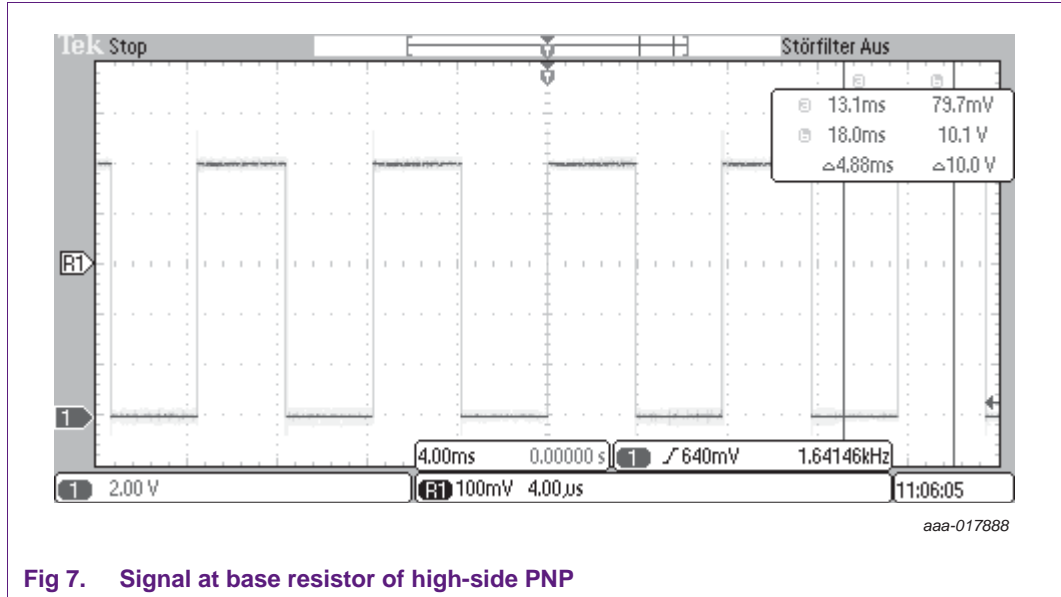 Tek Stop
Störfilter Aus
13.1ms 79.7mV
18.0ms 10.1 V
△4.88ms △10.0 V
R1
1
4.00ms 0.00000 s 1 640mV 1.64146kHz
1 2.00 V R1 100mV 4.00µs 11:06:05
aaa-017888
Fig 7. Signal at base resistor of high-side PNP